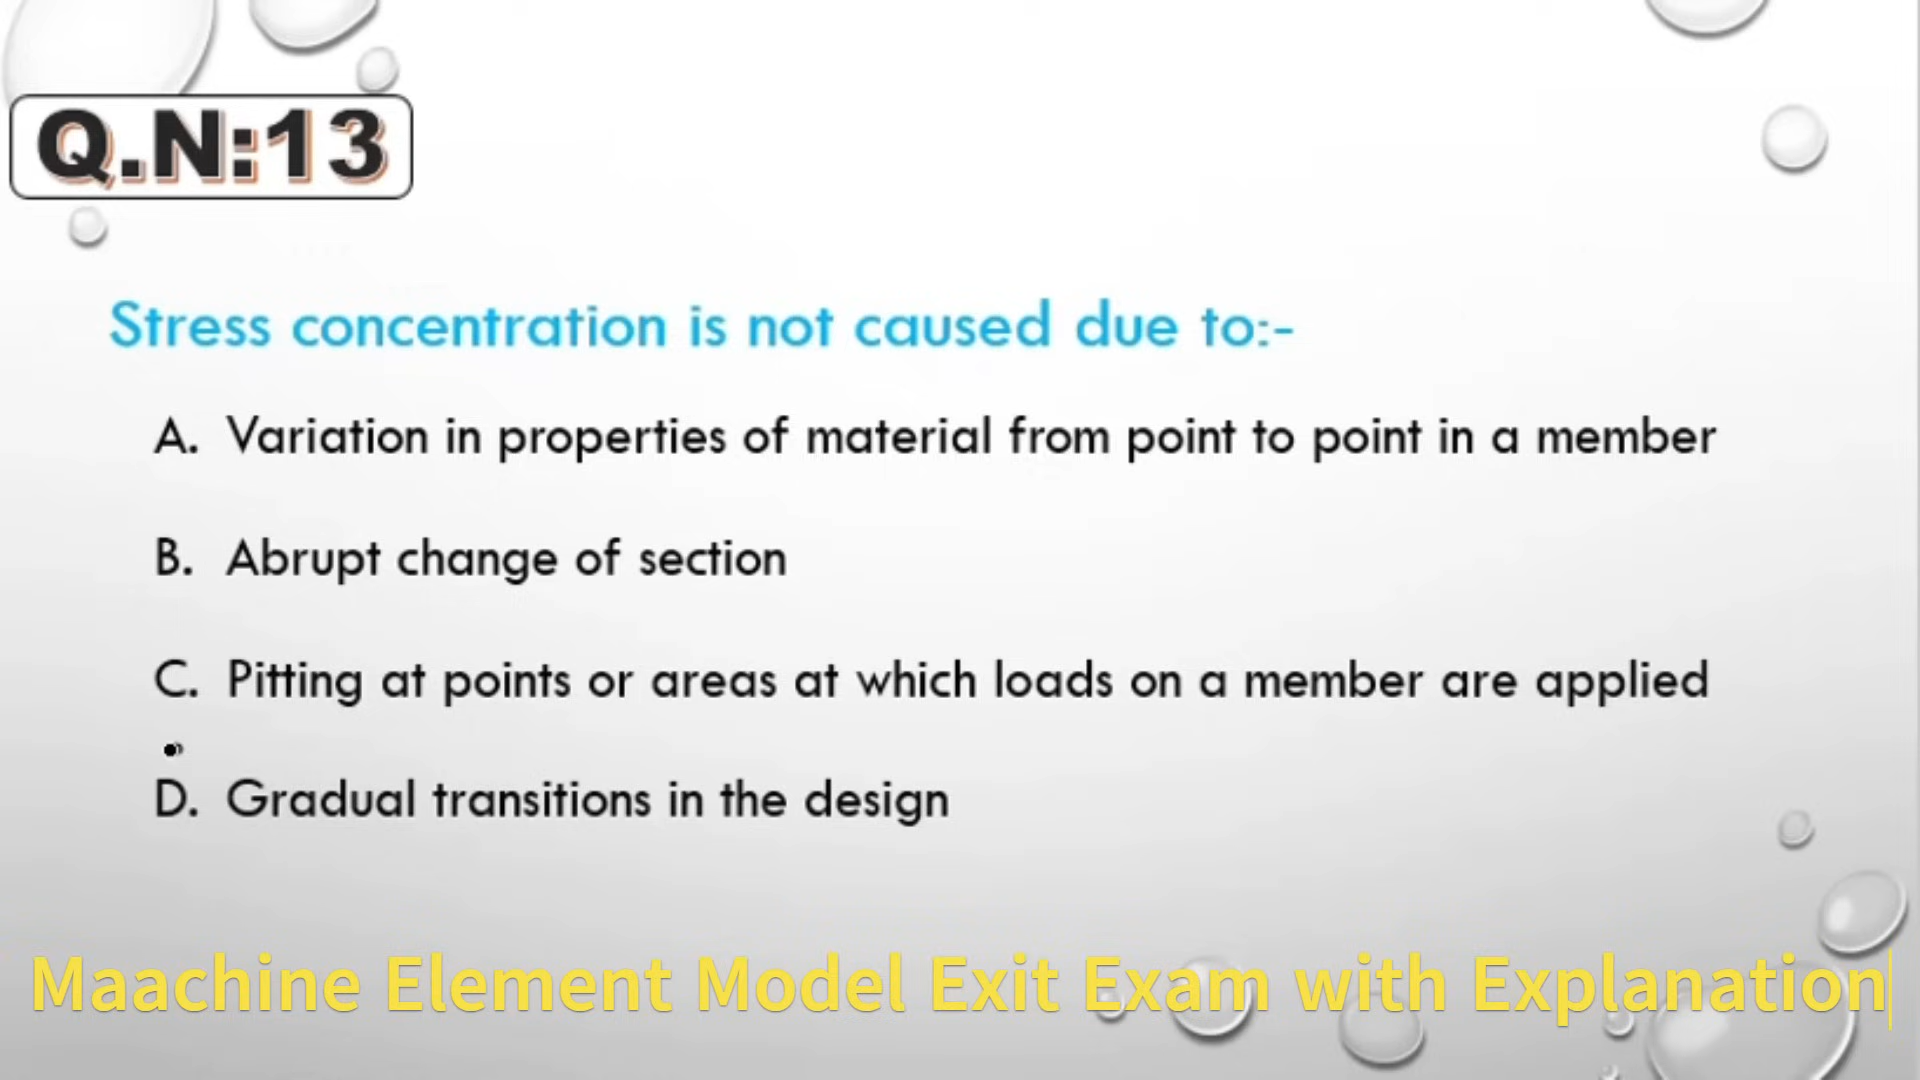 Q.N:13
Stress concentration is not caused due to:-
A. Variation in properties of material from point to point in a member
B. Abrupt change of section
C. Pitting at points or areas at which loads on a member are applied
D. Gradual transitions in the design
Maachine Element Model Exit Exam with Explanation